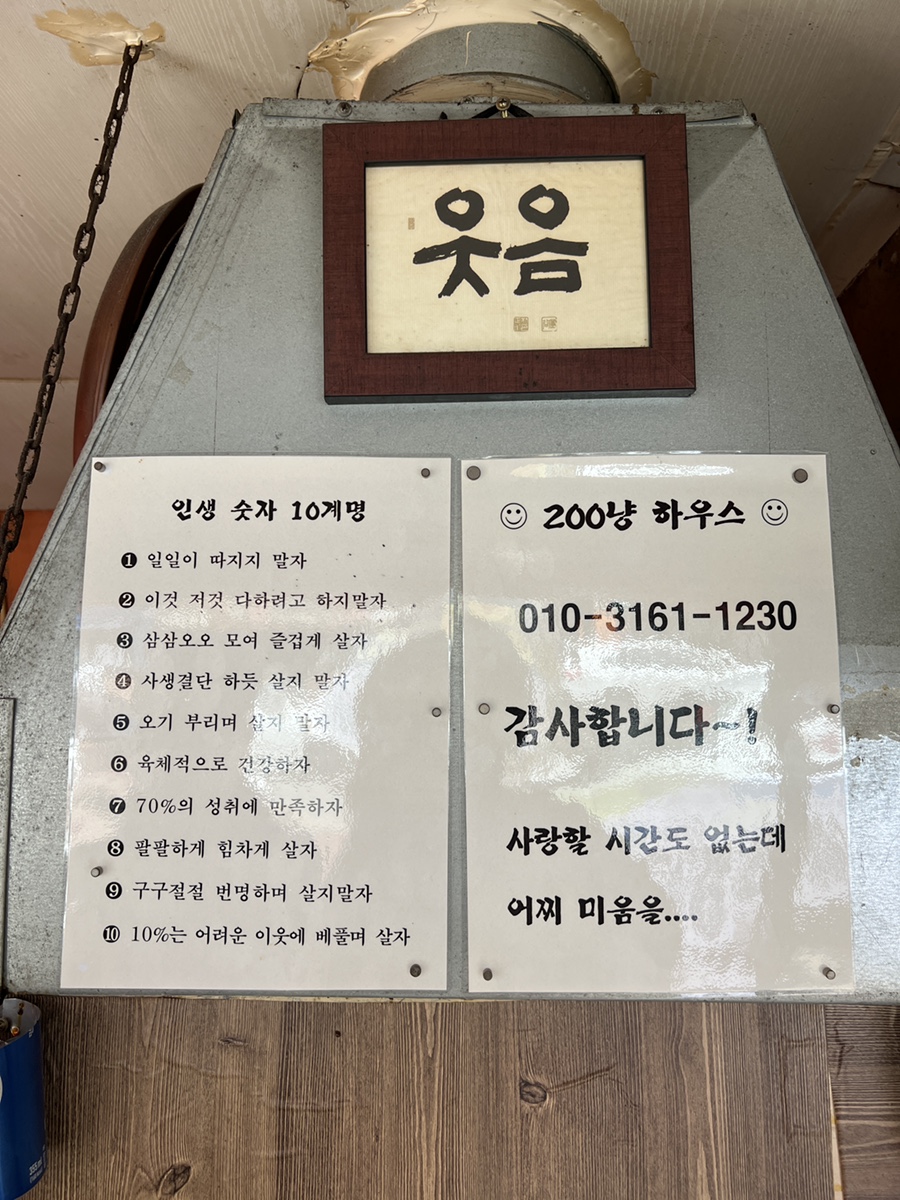 웃음
인생 숫자 10계명
❶ 일일이 따지지 말자
❷ 이것 저것 다하려고 하지말자
❸ 삼삼오오 모여 즐겁게 살자
❹ 사생결단 하듯 살지 말자
❺ 오기 부리며 살지 말자
❻ 육체적으로 건강하자
❼ 70%의 성취에 만족하자
❽ 팔팔하게 힘차게 살자
❾ 구구절절 변명하며 살지말자
❿ 10%는 어려운 이웃에 베풀며 살자
☺ 200냥 하우스 ☺
010-3161-1230
감사합니다~!
사랑할 시간도 없는데
어찌 미움을....